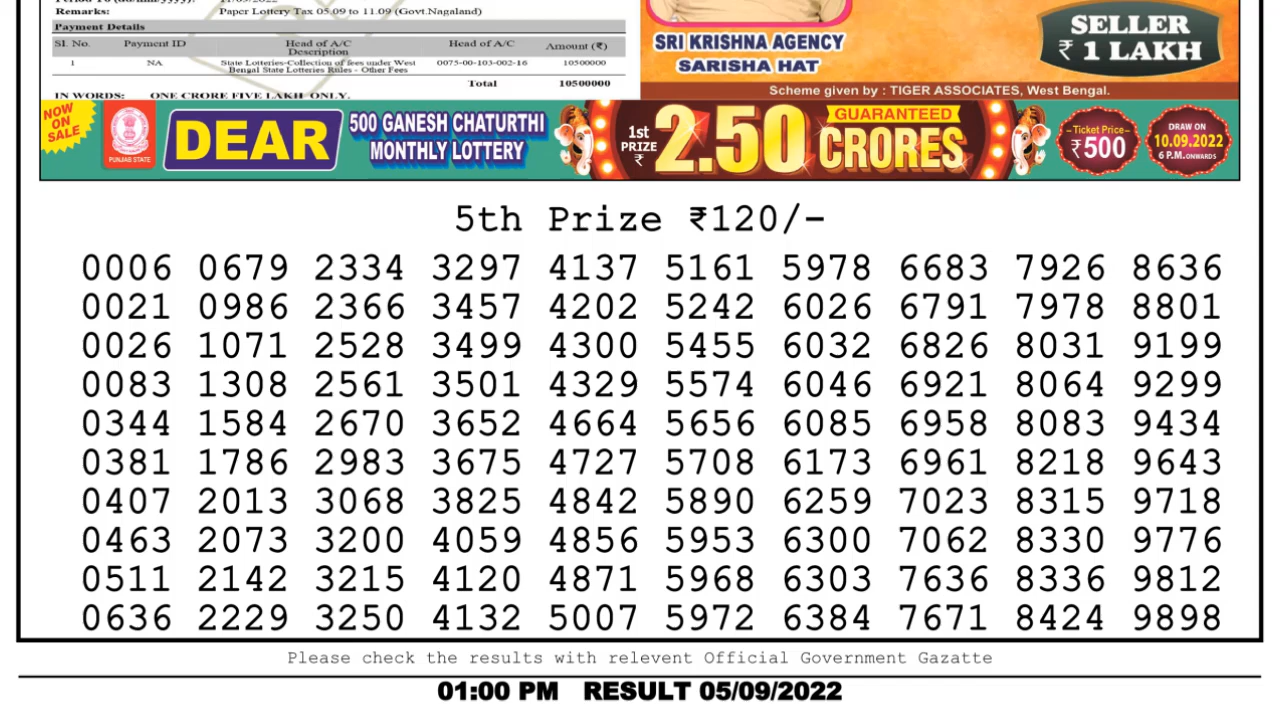 Remarks: Paper Lottery Tax 05.09 to 11.09 (Govt.Nagaland)
Payment Details
Sl. No. Payment ID Head of A/C Description Head of A/C Amount (₹)
1 NA State Lotteries-Collection of fees under West Bengal State Lotteries Rules - Other Fees 0075-00-103-002-16 10500000
Total 10500000
IN WORDS: ONE CRORE FIVE LAKH ONLY.
SRI KRISHNA AGENCY
SARISHA HAT
SELLER
₹ 1 LAKH
Scheme given by : TIGER ASSOCIATES, West Bengal.
NOW
ON
SALE
PUNJAB STATE
DEAR
500 GANESH CHATURTHI
MONTHLY LOTTERY
1st
PRIZE
₹
2.50
GUARANTEED
CRORES
Ticket Price
₹500
DRAW ON
10.09.2022
6 P.M.ONWARDS
5th Prize ₹120/-
0006 0679 2334 3297 4137 5161 5978 6683 7926 8636
0021 0986 2366 3457 4202 5242 6026 6791 7978 8801
0026 1071 2528 3499 4300 5455 6032 6826 8031 9199
0083 1308 2561 3501 4329 5574 6046 6921 8064 9299
0344 1584 2670 3652 4664 5656 6085 6958 8083 9434
0381 1786 2983 3675 4727 5708 6173 6961 8218 9643
0407 2013 3068 3825 4842 5890 6259 7023 8315 9718
0463 2073 3200 4059 4856 5953 6300 7062 8330 9776
0511 2142 3215 4120 4871 5968 6303 7636 8336 9812
0636 2229 3250 4132 5007 5972 6384 7671 8424 9898
Please check the results with relevent Official Government Gazatte
01:00 PM RESULT 05/09/2022